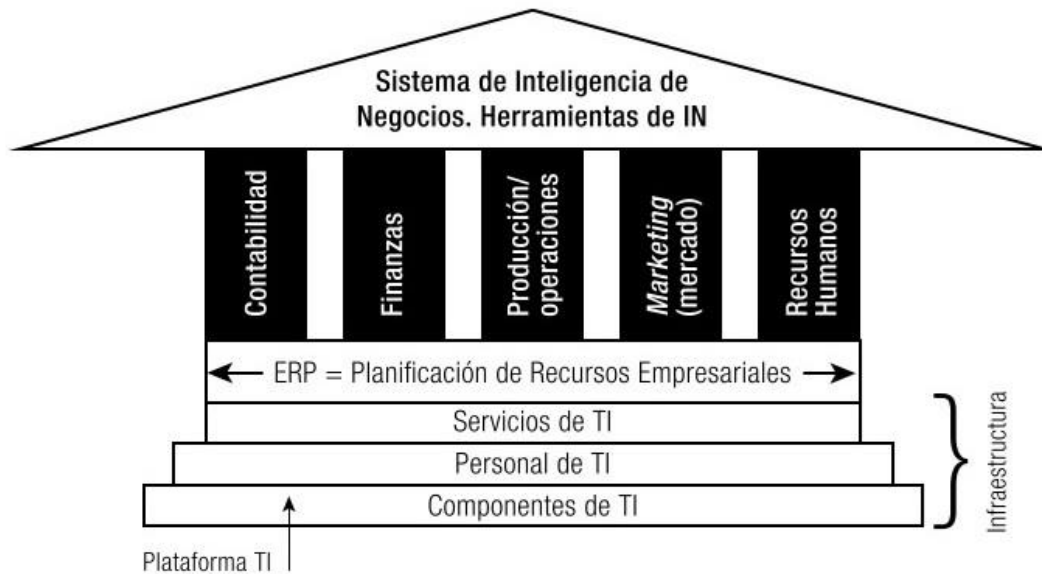 Sistema de Inteligencia de
Negocios. Herramientas de IN
Contabilidad
Finanzas
Producción/
operaciones
Marketing
(mercado)
Recursos
Humanos
ERP = Planificación de Recursos Empresariales
Servicios de TI
Personal de TI
Componentes de TI
Infraestructura
Plataforma TI